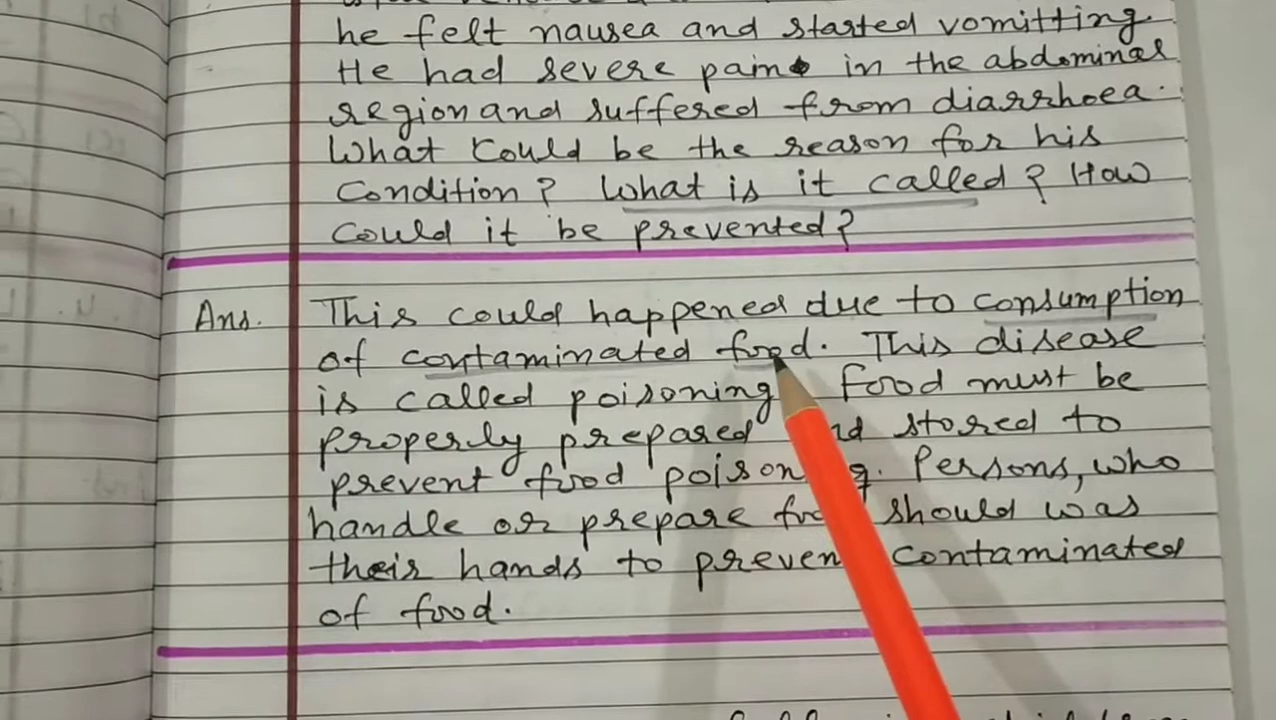 he felt nausea and started vomitting
He had severe pain in the abdominal
region and suffered from diarrhoea.
What could be the reason for his
Condition? What is it called? How
Could it be prevented?
Ans. This could happened due to consumption
of contaminated food. This disease
is called poisoning Food must be
properly prepared stored to
prevent food poison g. Persons, who
handle or prepare fo should was
their hands to preven contaminated
of food.